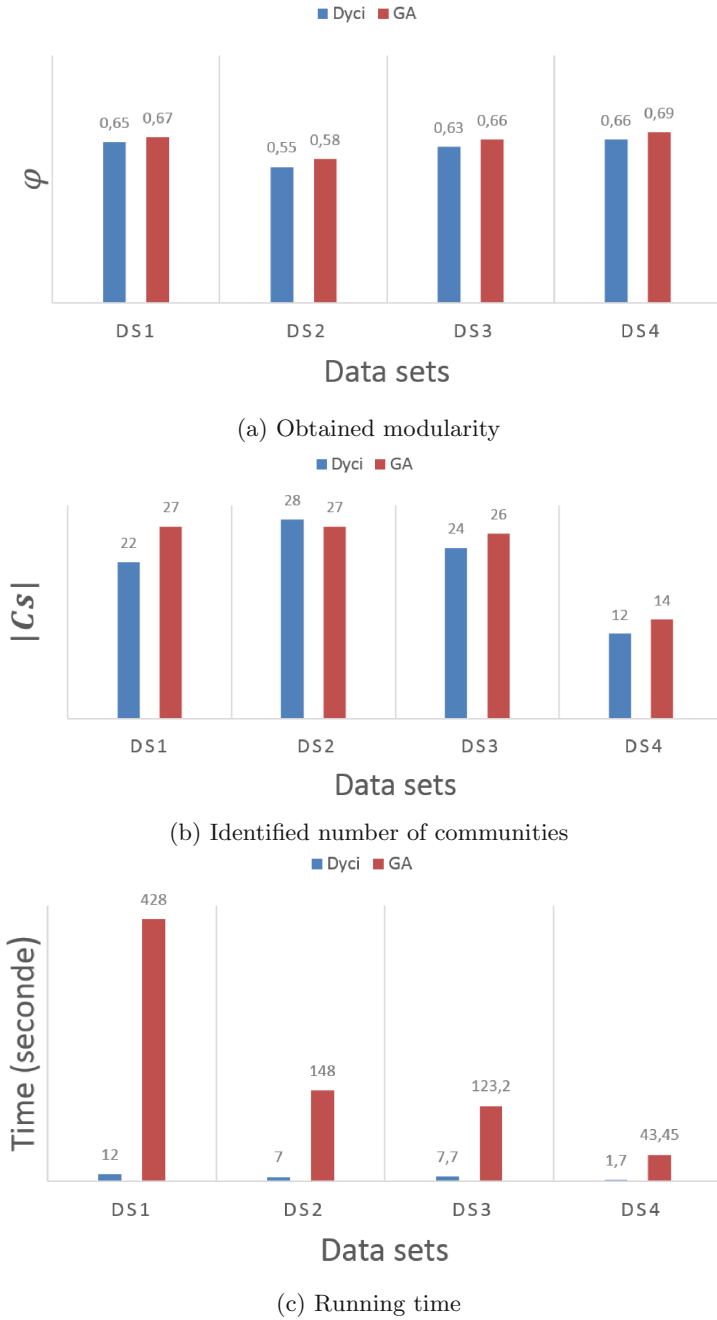 Dyci GA
0,65 0,67 0,55 0,58 0,63 0,66 0,66 0,69
φ
DS1 DS2 DS3 DS4
Data sets
(a) Obtained modularity
Dyci GA
22 27 28 27 24 26 12 14
|Cs|
DS1 DS2 DS3 DS4
Data sets
(b) Identified number of communities
Dyci GA
12 428 7 148 7,7 123,2 1,7 43,45
Time (seconde)
DS1 DS2 DS3 DS4
Data sets
(c) Running time